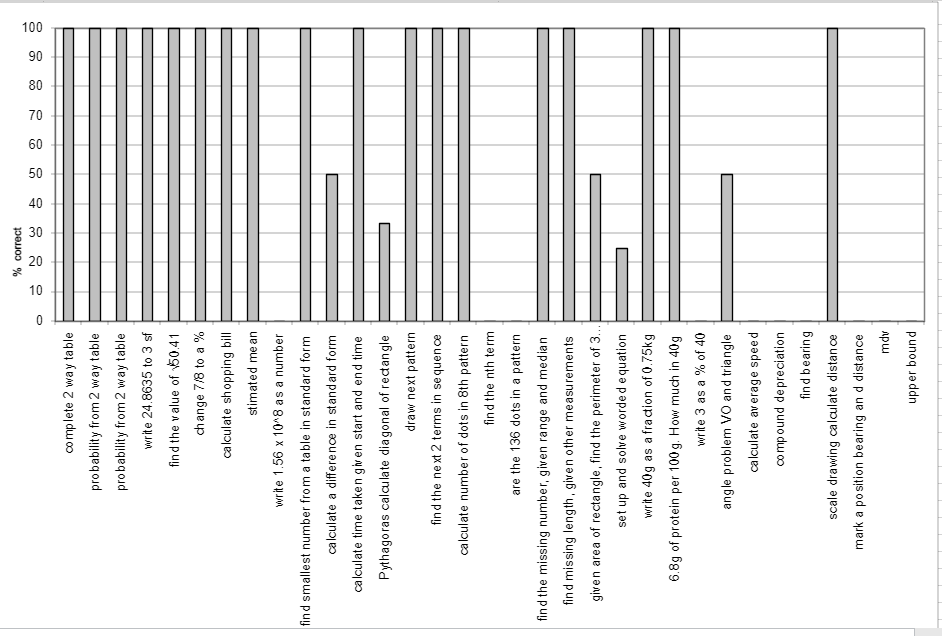 100
90
80
70
60
50
40
30
20
10
0
% correct
complete 2 way table
probability from 2 way table
probability from 2 way table
write 24.8635 to 3 sf
find the value of √50.41
change 7/8 to a %
calculate shopping bill
stimated mean
write 1.56 x 10^8 as a number
find smallest number from a table in standard form
calculate a difference in standard form
calculate time taken given start and end time
Pythagoras calculate diagonal of rectangle
draw next pattern
find the next 2 terms in sequence
calculate number of dots in 8th pattern
find the nth term
are the 136 dots in a pattern
find the missing number, given range and median
find missing length, given other measurements
given area of rectangle, find the perimeter of 3...
set up and solve worded equation
write 40g as a fraction of 0.75kg
6.8g of protein per 100g. How much in 40g
write 3 as a % of 40
angle problem VO and triangle
calculate average speed
compound depreciation
find bearing
scale drawing calculate distance
mark a position bearing an d distance
mdv
upper bound